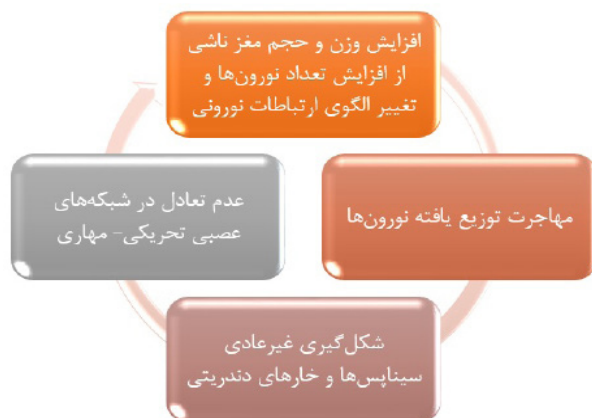 افزایش وزن و حجم مغز ناشی
از افزایش تعداد نورون‌ها و
تغییر الگوی ارتباطات نورونی
مهاجرت توزیع یافته نورون‌ها
شکل‌گیری غیرعادی
سیناپس‌ها و خارهای دندریتی
عدم تعادل در شبکه‌های
عصبی تحریکی- مهاری